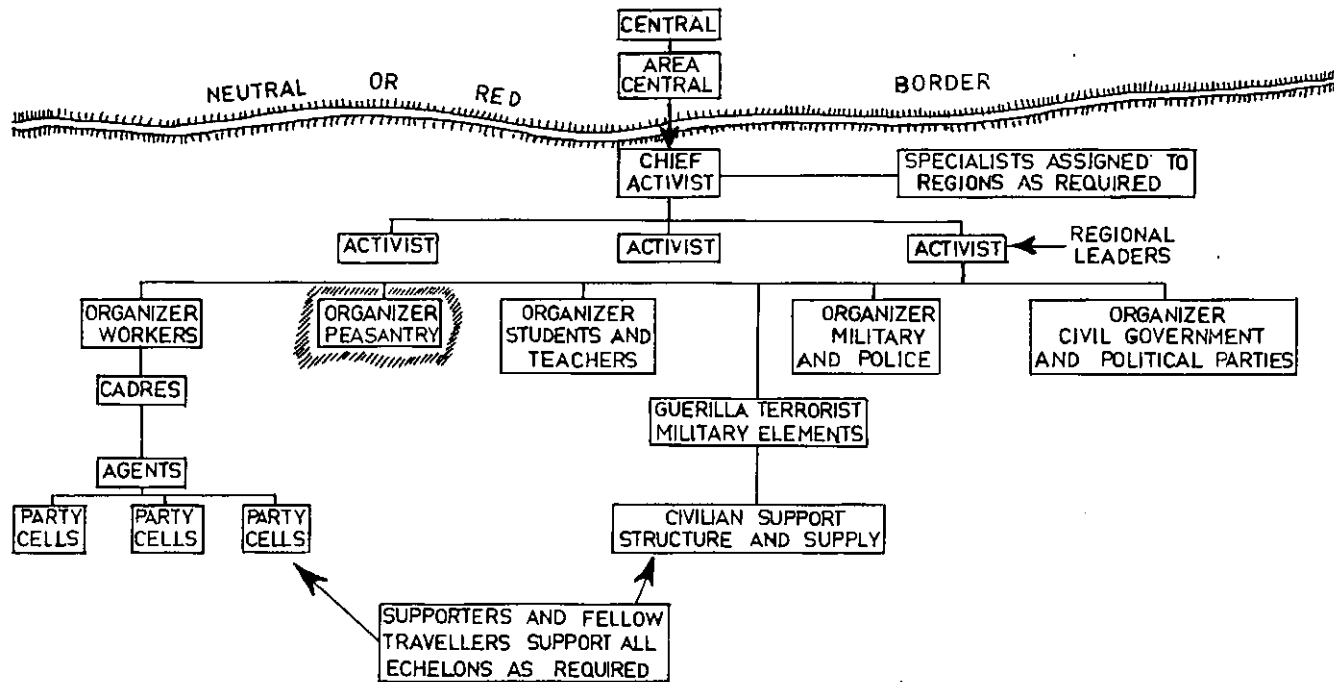 CENTRAL
AREA
CENTRAL
NEUTRAL OR RED BORDER
CHIEF
ACTIVIST
SPECIALISTS ASSIGNED TO
REGIONS AS REQUIRED
ACTIVIST
ACTIVIST
ACTIVIST
REGIONAL
LEADERS
ORGANIZER
WORKERS
ORGANIZER
PEASANTRY
ORGANIZER
STUDENTS AND
TEACHERS
ORGANIZER
MILITARY
AND POLICE
ORGANIZER
CIVIL GOVERNMENT
AND POLITICAL PARTIES
CADRES
GUERILLA TERRORIST
MILITARY ELEMENTS
AGENTS
PARTY
CELLS
PARTY
CELLS
PARTY
CELLS
CIVILIAN SUPPORT
STRUCTURE AND SUPPLY
SUPPORTERS AND FELLOW
TRAVELLERS SUPPORT ALL
ECHELONS AS REQUIRED